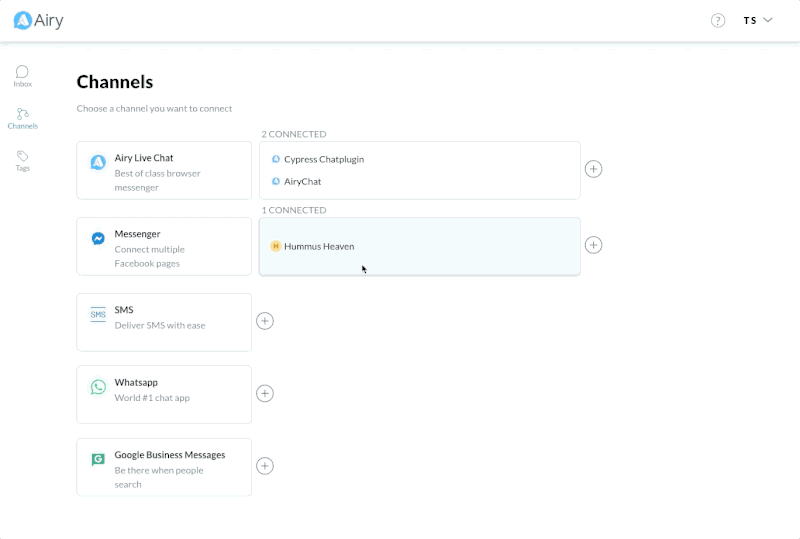 Airy
? TS
Inbox
Channels
Tags
Channels
Choose a channel you want to connect
2 CONNECTED
Airy Live Chat
Best of class browser
messenger
Cypress Chatplugin
AiryChat
1 CONNECTED
Messenger
Connect multiple
Facebook pages
H Hummus Heaven
SMS
SMS
Deliver SMS with ease
Whatsapp
World #1 chat app
G
Google Business Messages
Be there when people
search